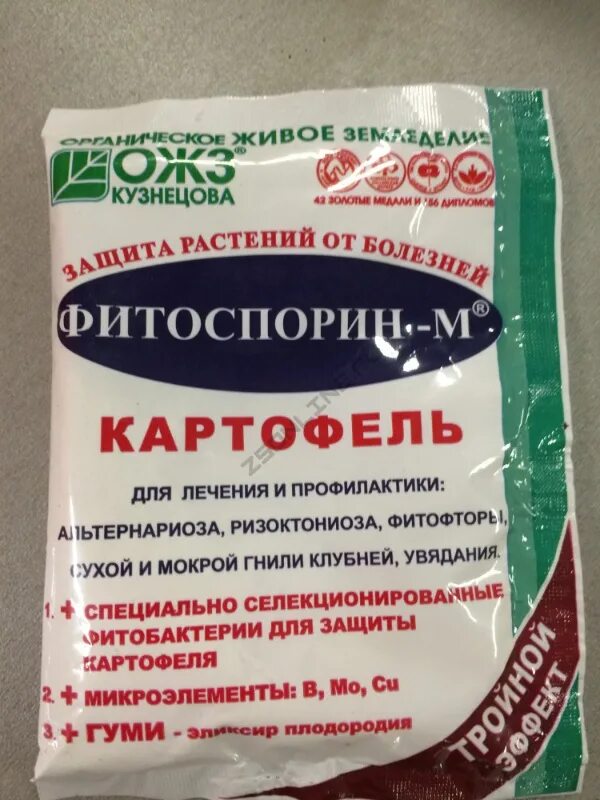 ОРГАНИЧЕСКОЕ ЖИВОЕ ЗЕМЛЕДЕЛИЕ
ОЖЗ®
КУЗНЕЦОВА
42 ЗОЛОТЫЕ МЕДАЛИ И 156 ДИПЛОМОВ
ЗАЩИТА РАСТЕНИЙ ОТ БОЛЕЗНЕЙ
ФИТОСПОРИН-М®
КАРТОФЕЛЬ
ДЛЯ ЛЕЧЕНИЯ И ПРОФИЛАКТИКИ:
АЛЬТЕРНАРИОЗА, РИЗОКТОНИОЗА, ФИТОФТОРЫ,
СУХОЙ И МОКРОЙ ГНИЛИ КЛУБНЕЙ, УВЯДАНИЯ.
1. + СПЕЦИАЛЬНО СЕЛЕКЦИОНИРОВАННЫЕ
ФИТОБАКТЕРИИ ДЛЯ ЗАЩИТЫ
КАРТОФЕЛЯ
2. + МИКРОЭЛЕМЕНТЫ: B, Mo, Cu
3. + ГУМИ - эликсир плодородия
ТРОЙНОЙ
ЭФФЕКТ